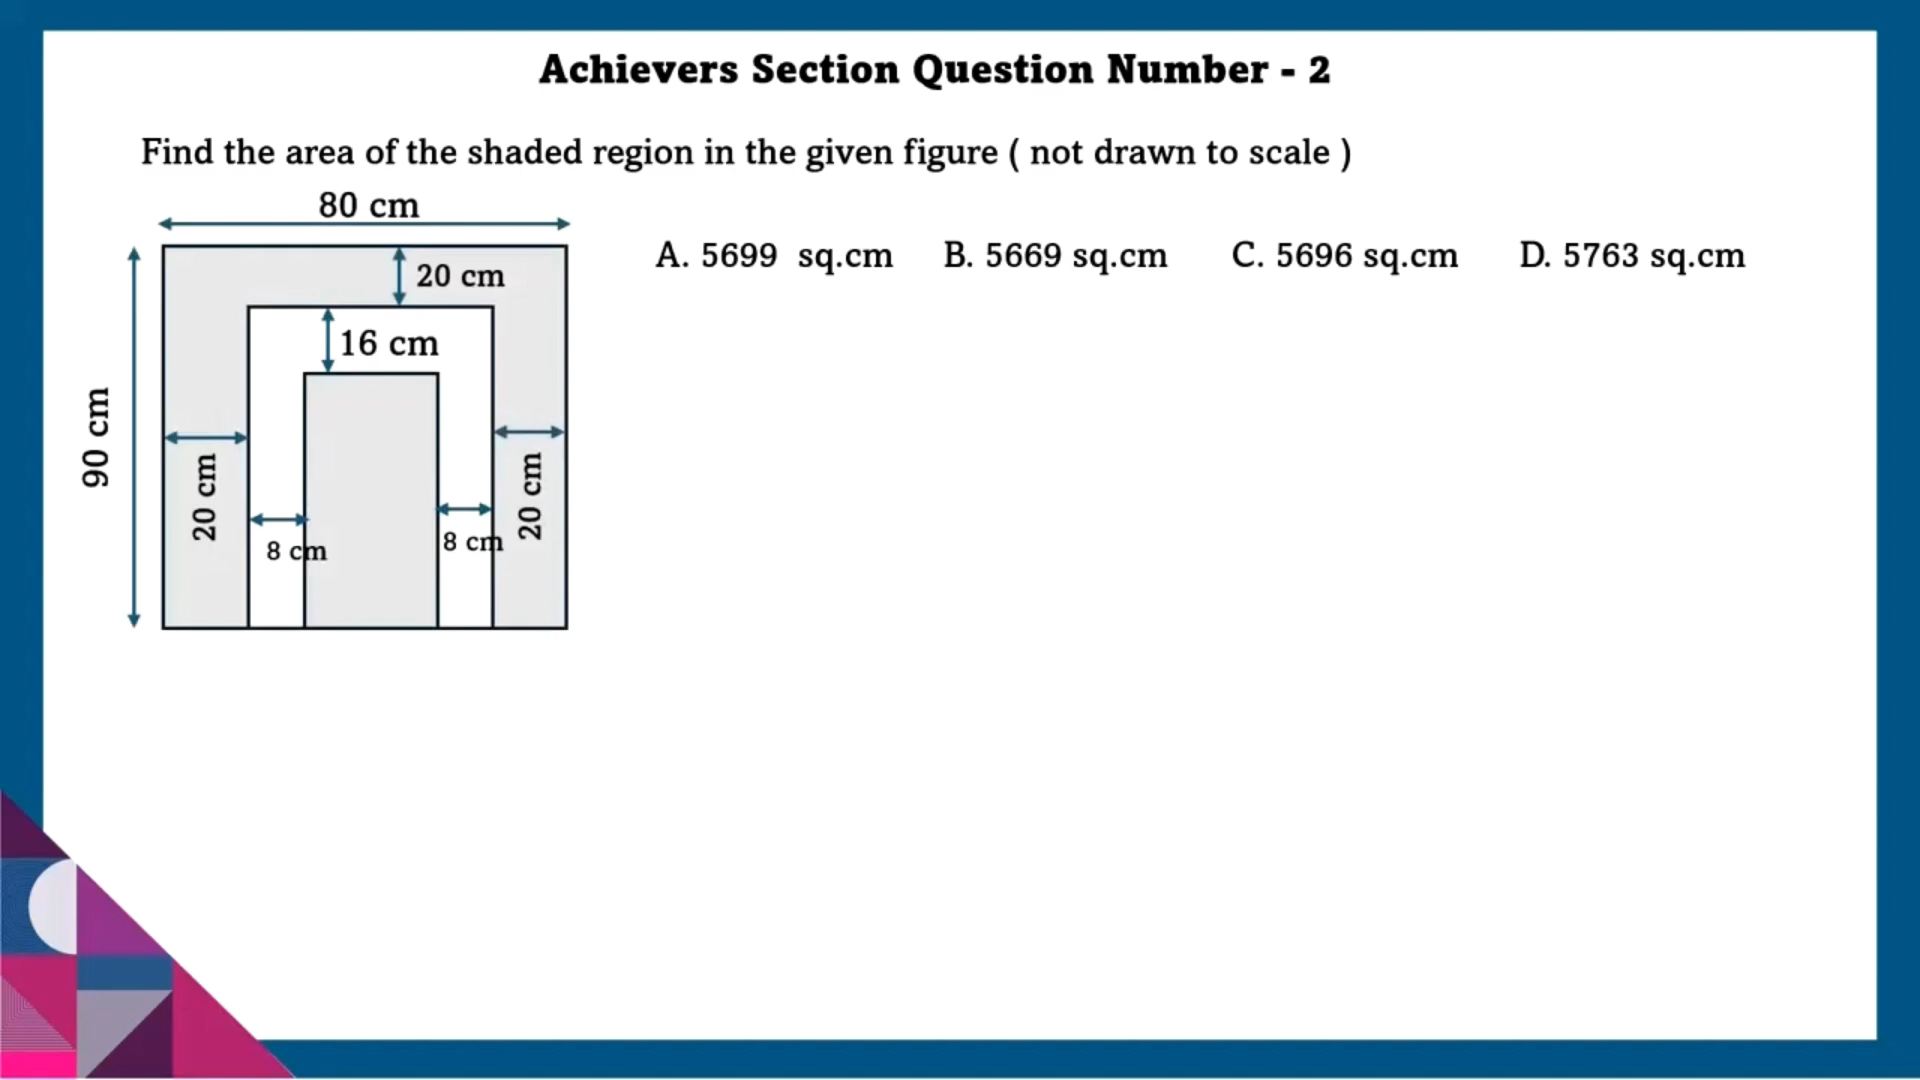 Achievers Section Question Number - 2
Find the area of the shaded region in the given figure ( not drawn to scale )
80 cm
A. 5699 sq.cm B. 5669 sq.cm C. 5696 sq.cm D. 5763 sq.cm
20 cm
16 cm
90 cm
20 cm
20 cm
8 cm
8 cm